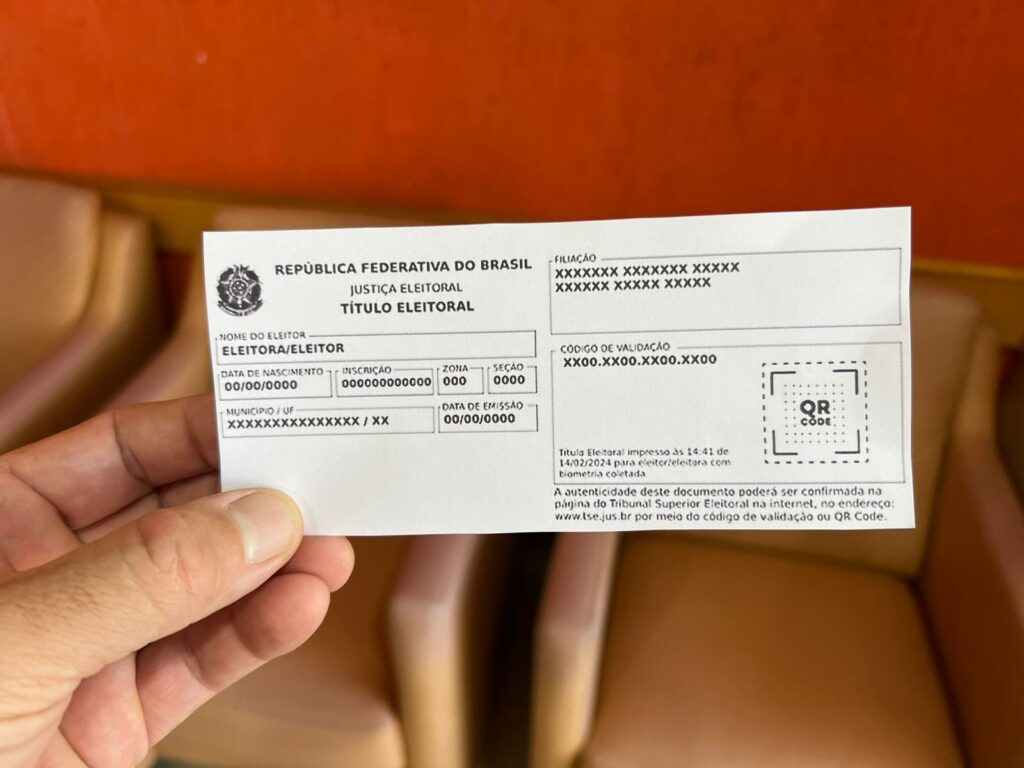 REPÚBLICA FEDERATIVA DO BRASIL
JUSTIÇA ELEITORAL
TÍTULO ELEITORAL
NOME DO ELEITOR
ELEITORA/ELEITOR
DATA DE NASCIMENTO
00/00/0000
INSCRIÇÃO
000000000000
ZONA
000
SEÇÃO
0000
MUNICÍPIO / UF
XXXXXXXXXXXXXXX / XX
DATA DE EMISSÃO
00/00/0000
FILIAÇÃO
XXXXXXX XXXXXXX XXXXX
XXXXXX XXXXX XXXXX
CÓDIGO DE VALIDAÇÃO
XX00.XX00.XX00.XX00
QR
CODE
Título Eleitoral impresso às 14:41 de
14/02/2024 para eleitor/eleitora com
biometria coletada
A autenticidade deste documento poderá ser confirmada na
página do Tribunal Superior Eleitoral na internet, no endereço:
www.tse.jus.br por meio do código de validação ou QR Code.